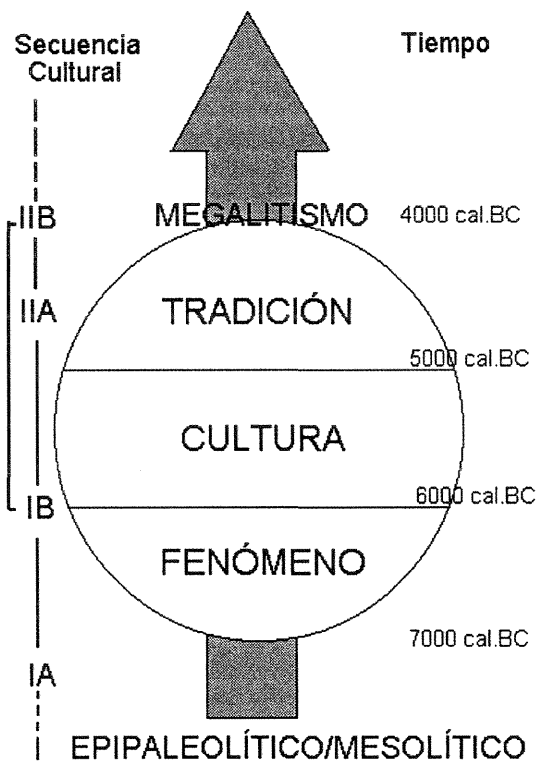 Secuencia
Cultural
Tiempo
IIB
MEGALITISMO
4000 cal.BC
IIA
TRADICIÓN
5000 cal.BC
CULTURA
6000 cal.BC
IB
FENÓMENO
7000 cal.BC
IA
EPIPALEOLÍTICO/MESOLÍTICO